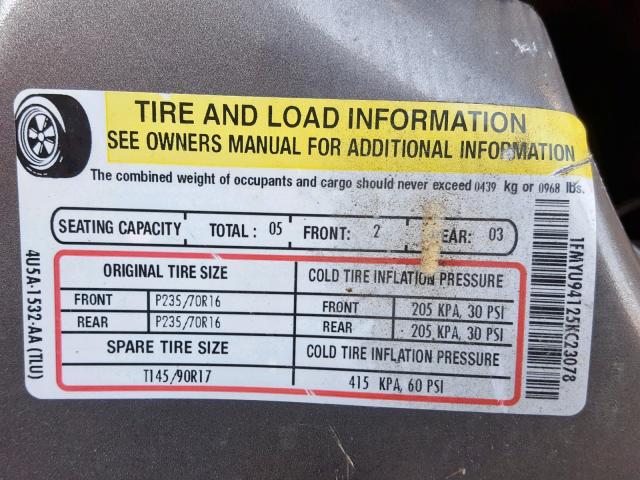 TIRE AND LOAD INFORMATION
SEE OWNERS MANUAL FOR ADDITIONAL INFORMATION
The combined weight of occupants and cargo should never exceed 0439 kg or 0968 lbs.
SEATING CAPACITY TOTAL: 05 FRONT: 2 REAR: 03
ORIGINAL TIRE SIZE COLD TIRE INFLATION PRESSURE
FRONT P235/70R16 FRONT 205 KPA, 30 PSI
REAR P235/70R16 REAR 205 KPA, 30 PSI
SPARE TIRE SIZE COLD TIRE INFLATION PRESSURE
T145/90R17 415 KPA, 60 PSI
4U5A-1532-AA (TLU)
1FMYU94125KC23078